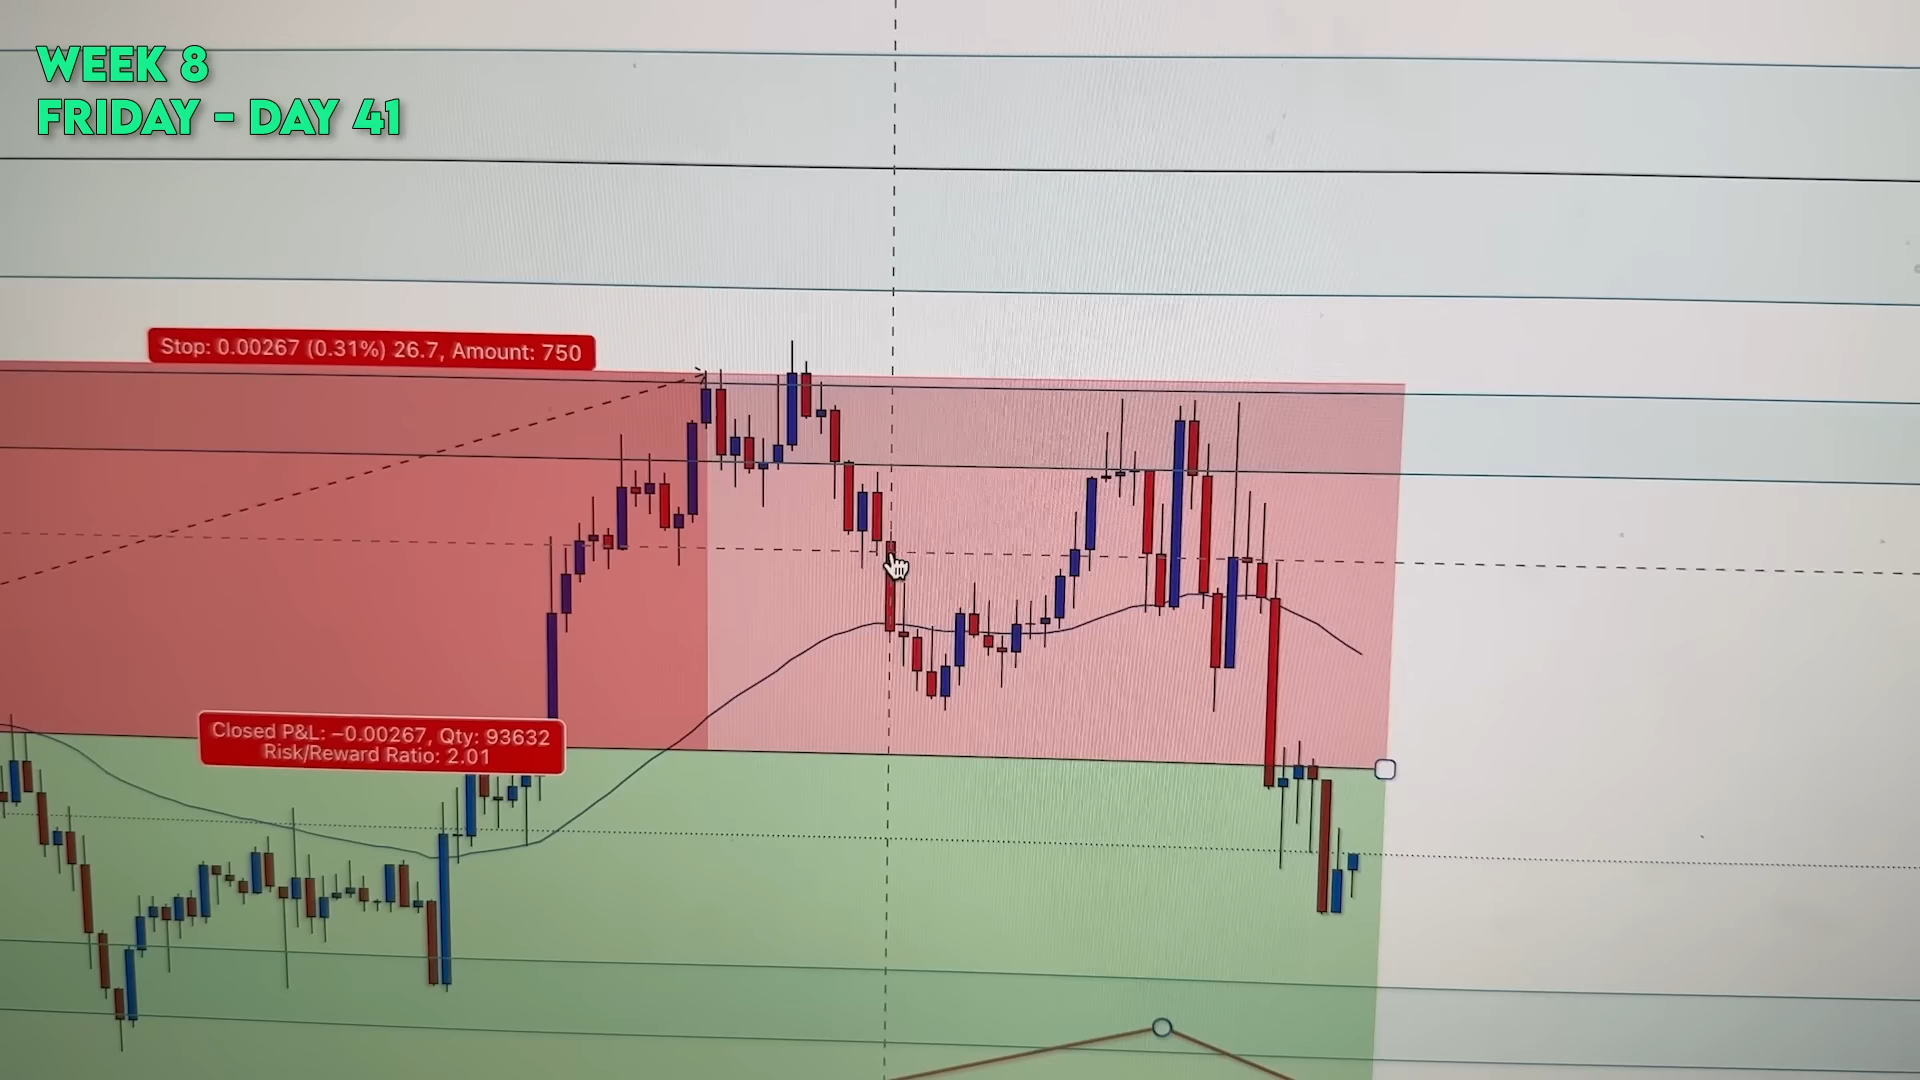 WEEK 8
FRIDAY - DAY 41
Stop: 0.00267 (0.31%) 26.7, Amount: 750
Closed P&L: −0.00267, Qty: 93632
Risk/Reward Ratio: 2.01